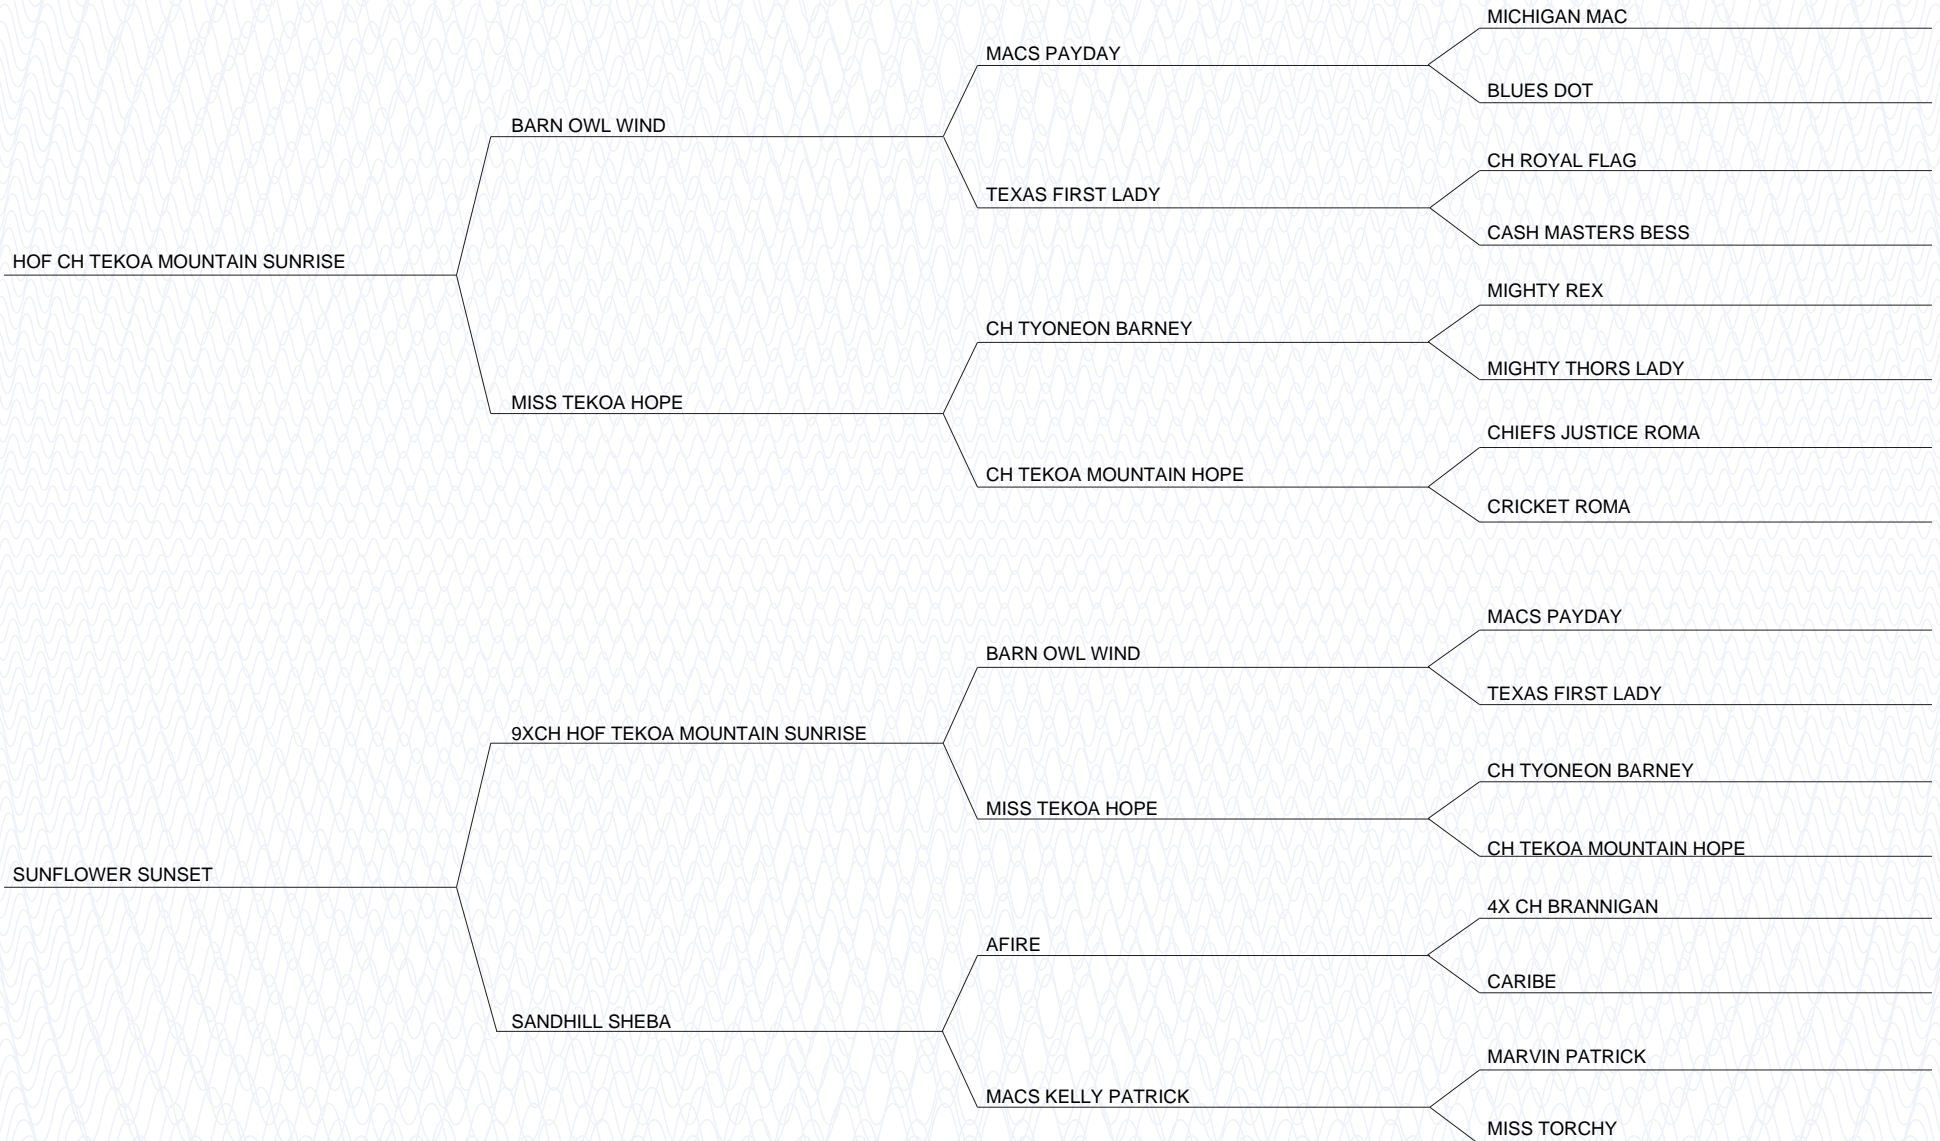 MICHIGAN MAC
MACS PAYDAY
BLUES DOT
BARN OWL WIND
CH ROYAL FLAG
TEXAS FIRST LADY
CASH MASTERS BESS
HOF CH TEKOA MOUNTAIN SUNRISE
MIGHTY REX
CH TYONEON BARNEY
MIGHTY THORS LADY
MISS TEKOA HOPE
CHIEFS JUSTICE ROMA
CH TEKOA MOUNTAIN HOPE
CRICKET ROMA
MACS PAYDAY
BARN OWL WIND
TEXAS FIRST LADY
9XCH HOF TEKOA MOUNTAIN SUNRISE
CH TYONEON BARNEY
MISS TEKOA HOPE
CH TEKOA MOUNTAIN HOPE
SUNFLOWER SUNSET
4X CH BRANNIGAN
AFIRE
CARIBE
SANDHILL SHEBA
MARVIN PATRICK
MACS KELLY PATRICK
MISS TORCHY